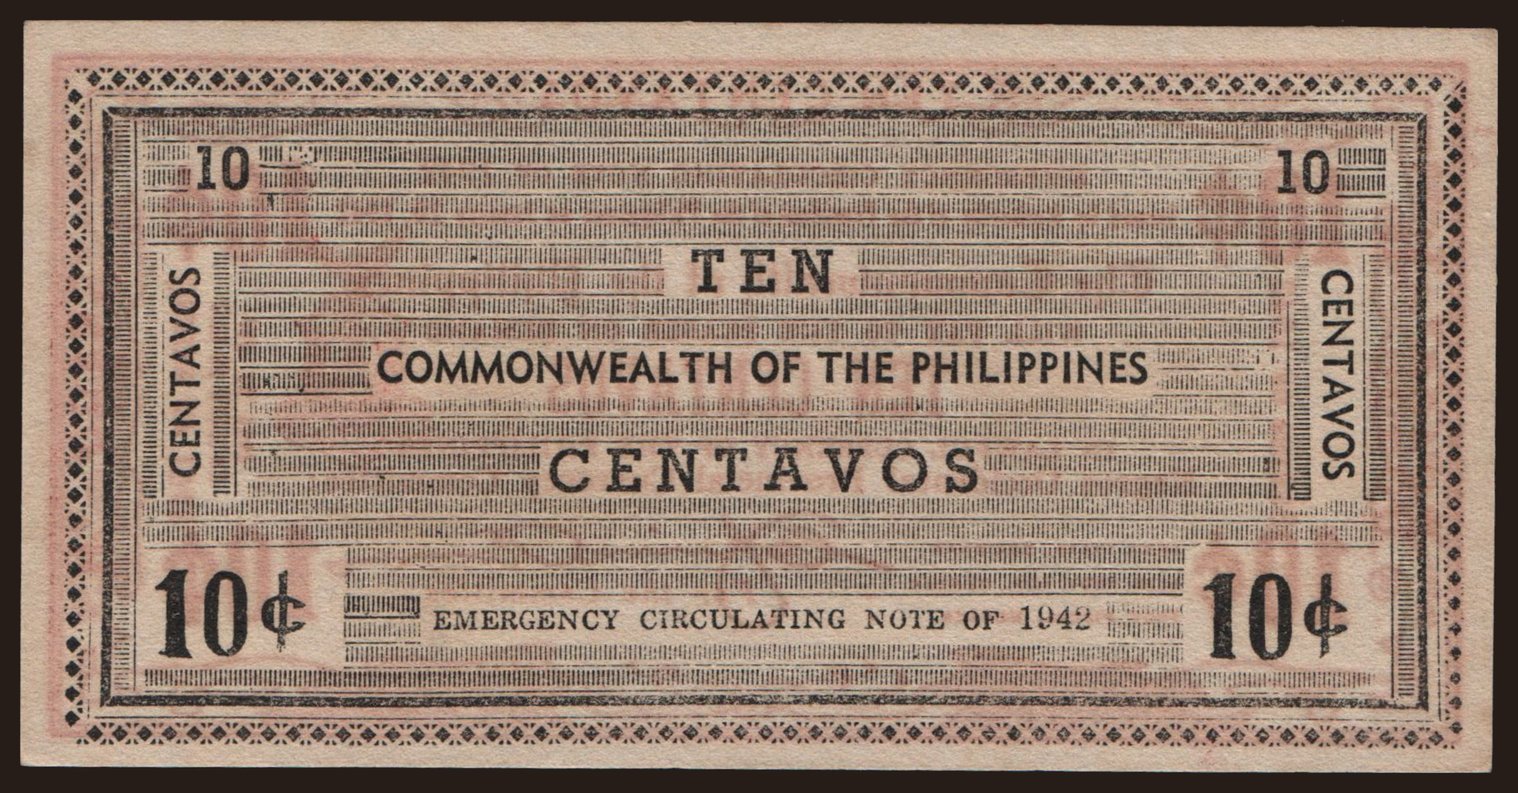 10 10
TEN
CENTAVOS
COMMONWEALTH OF THE PHILIPPINES
CENTAVOS
CENTAVOS
10¢ 10¢
EMERGENCY CIRCULATING NOTE OF 1942